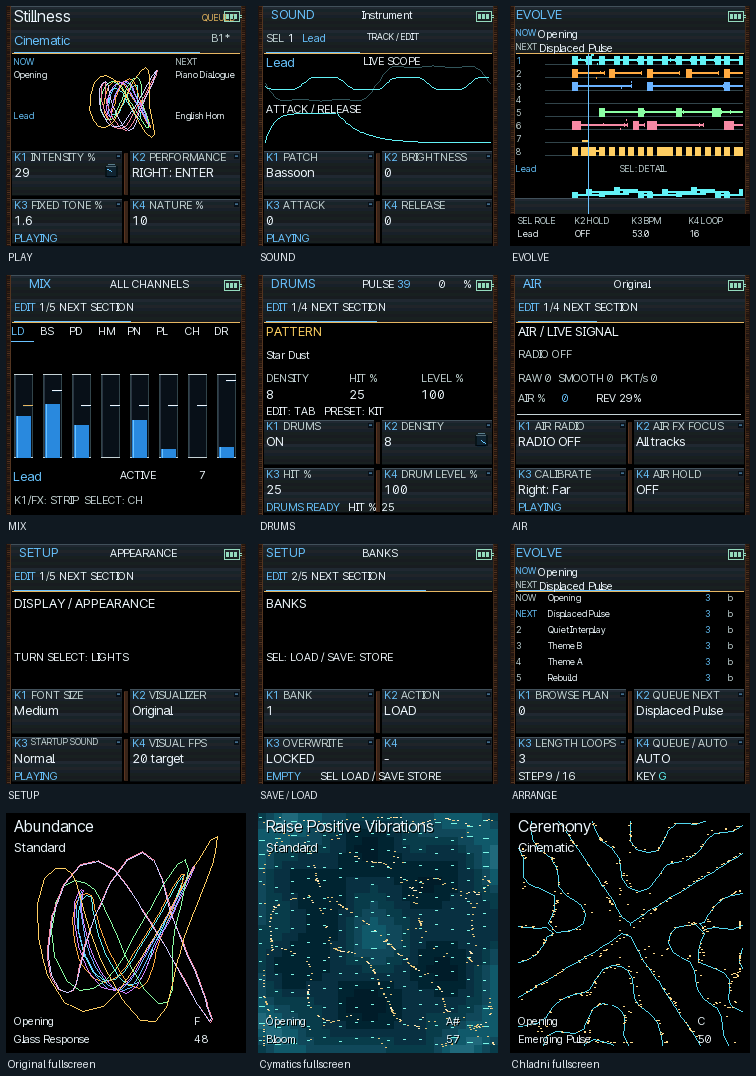 Stillness
QUEUE
Cinematic B1*
NOW NEXT
Opening Piano Dialogue
Lead English Horn
K1 INTENSITY % K2 PERFORMANCE
29 RIGHT: ENTER
K3 FIXED TONE % K4 NATURE %
1.6 10
PLAYING
PLAY
SOUND Instrument
SEL 1 Lead TRACK / EDIT
Lead LIVE SCOPE
ATTACK / RELEASE
K1 PATCH K2 BRIGHTNESS
Bassoon 0
K3 ATTACK K4 RELEASE
0 0
PLAYING
SOUND
EVOLVE
NOW Opening
NEXT Displaced Pulse
1
2
3
4
5
6
7
8
Lead SEL: DETAIL
SEL ROLE K2 HOLD K3 BPM K4 LOOP
Lead OFF 53.0 16
EVOLVE
MIX ALL CHANNELS
EDIT 1/5 NEXT SECTION
LD BS PD HM PN PL CH DR
Lead ACTIVE 7
K1/FX: STRIP SELECT: CH
MIX
DRUMS PULSE 39 0 %
EDIT 1/4 NEXT SECTION
PATTERN
Star Dust
DENSITY HIT % LEVEL %
8 25 100
EDIT: TAB PRESET: KIT
K1 DRUMS K2 DENSITY
ON 8
K3 HIT % K4 DRUM LEVEL %
25 100
DRUMS READY HIT % 25
DRUMS
AIR Original
EDIT 1/4 NEXT SECTION
AIR / LIVE SIGNAL
RADIO OFF
RAW 0 SMOOTH 0 PKT/s 0
AIR % 0 REV 29%
K1 AIR RADIO K2 AIR FX FOCUS
RADIO OFF All tracks
K3 CALIBRATE K4 AIR HOLD
Right: Far OFF
PLAYING
AIR
SETUP APPEARANCE
EDIT 1/5 NEXT SECTION
DISPLAY / APPEARANCE
TURN SELECT: LIGHTS
K1 FONT SIZE K2 VISUALIZER
Medium Original
K3 STARTUP SOUND K4 VISUAL FPS
Normal 20 target
PLAYING
SETUP
SETUP BANKS
EDIT 2/5 NEXT SECTION
BANKS
SEL: LOAD / SAVE: STORE
K1 BANK K2 ACTION
1 LOAD
K3 OVERWRITE K4
LOCKED -
EMPTY SEL LOAD / SAVE STORE
SAVE / LOAD
EVOLVE
NOW Opening
NEXT Displaced Pulse
NOW Opening 3 b
NEXT Displaced Pulse 3 b
2 Quiet Interplay 3 b
3 Theme B 3 b
4 Theme A 3 b
5 Rebuild 3 b
K1 BROWSE PLAN K2 QUEUE NEXT
0 Displaced Pulse
K3 LENGTH LOOPS K4 QUEUE / AUTO
3 AUTO
STEP 9 / 16 KEY G
ARRANGE
Abundance
Standard
Opening F
Glass Response 48
Original fullscreen
Raise Positive Vibrations
Standard
Opening A#
Bloom 57
Cymatics fullscreen
Ceremony
Cinematic
Opening C
Emerging Pulse 50
Chladni fullscreen